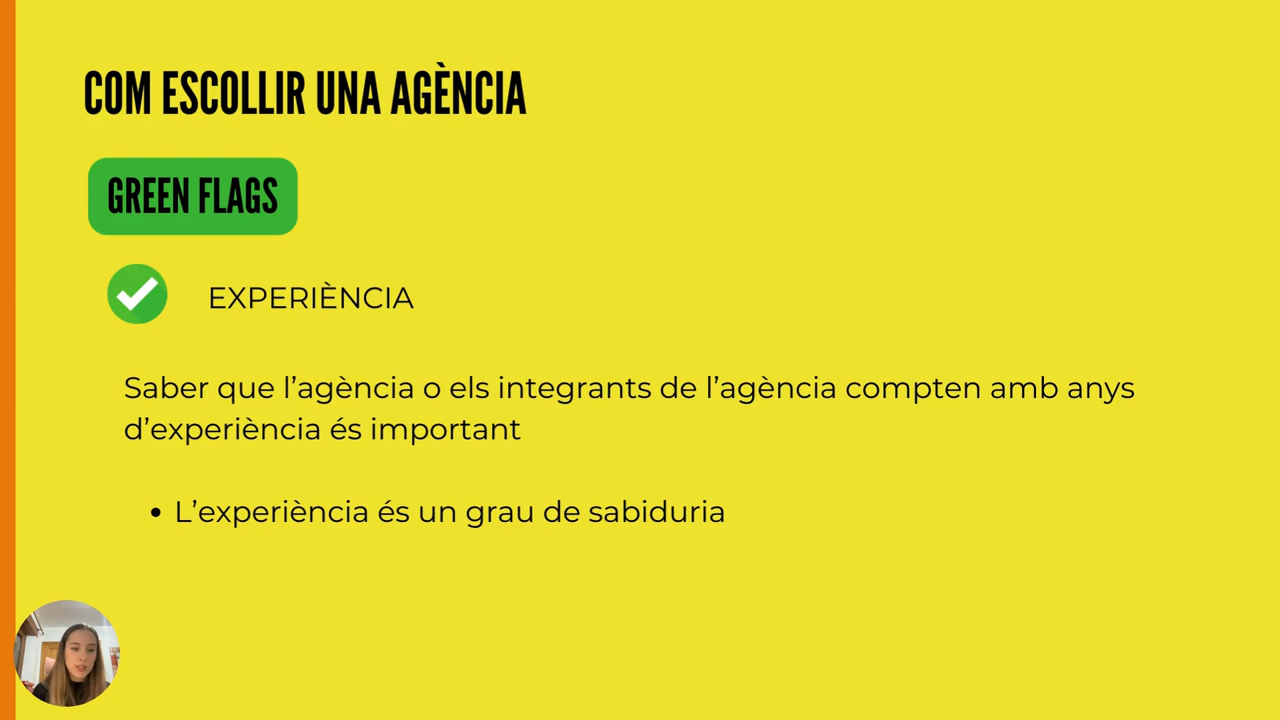 COM ESCOLLIR UNA AGÈNCIA
GREEN FLAGS
EXPERIÈNCIA
Saber que l’agència o els integrants de l’agència compten amb anys
d’experiència és important
• L’experiència és un grau de sabiduria